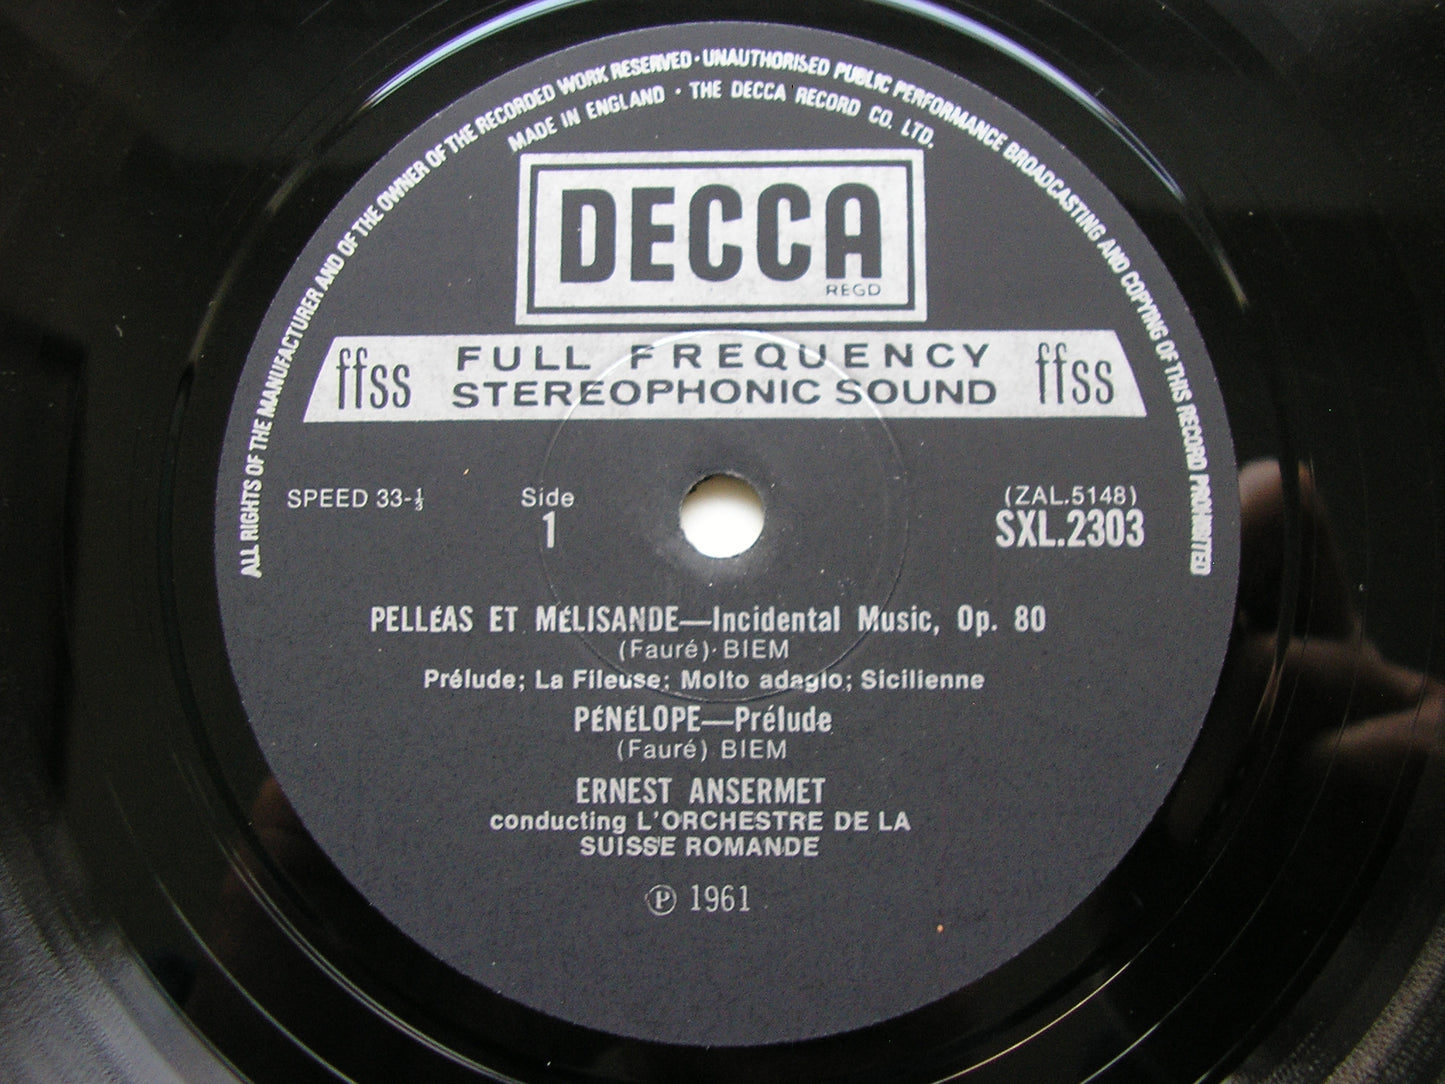 ALL RIGHTS OF THE MANUFACTURER AND OF THE OWNER OF THE RECORDED WORK RESERVED · UNAUTHORISED PUBLIC PERFORMANCE BROADCASTING AND COPYING OF THIS RECORD PROHIBITED
MADE IN ENGLAND · THE DECCA RECORD CO. LTD.
DECCA
REGD
ffss FULL FREQUENCY STEREOPHONIC SOUND ffss
SPEED 33-⅓ Side 1 (ZAL.5148)
SXL.2303
PELLÉAS ET MÉLISANDE—Incidental Music, Op. 80
(Fauré)· BIEM
Prélude; La Fileuse; Molto adagio; Sicilienne
PÉNÉLOPE—Prélude
(Fauré) BIEM
ERNEST ANSERMET
conducting L'ORCHESTRE DE LA
SUISSE ROMANDE
Ⓟ 1961